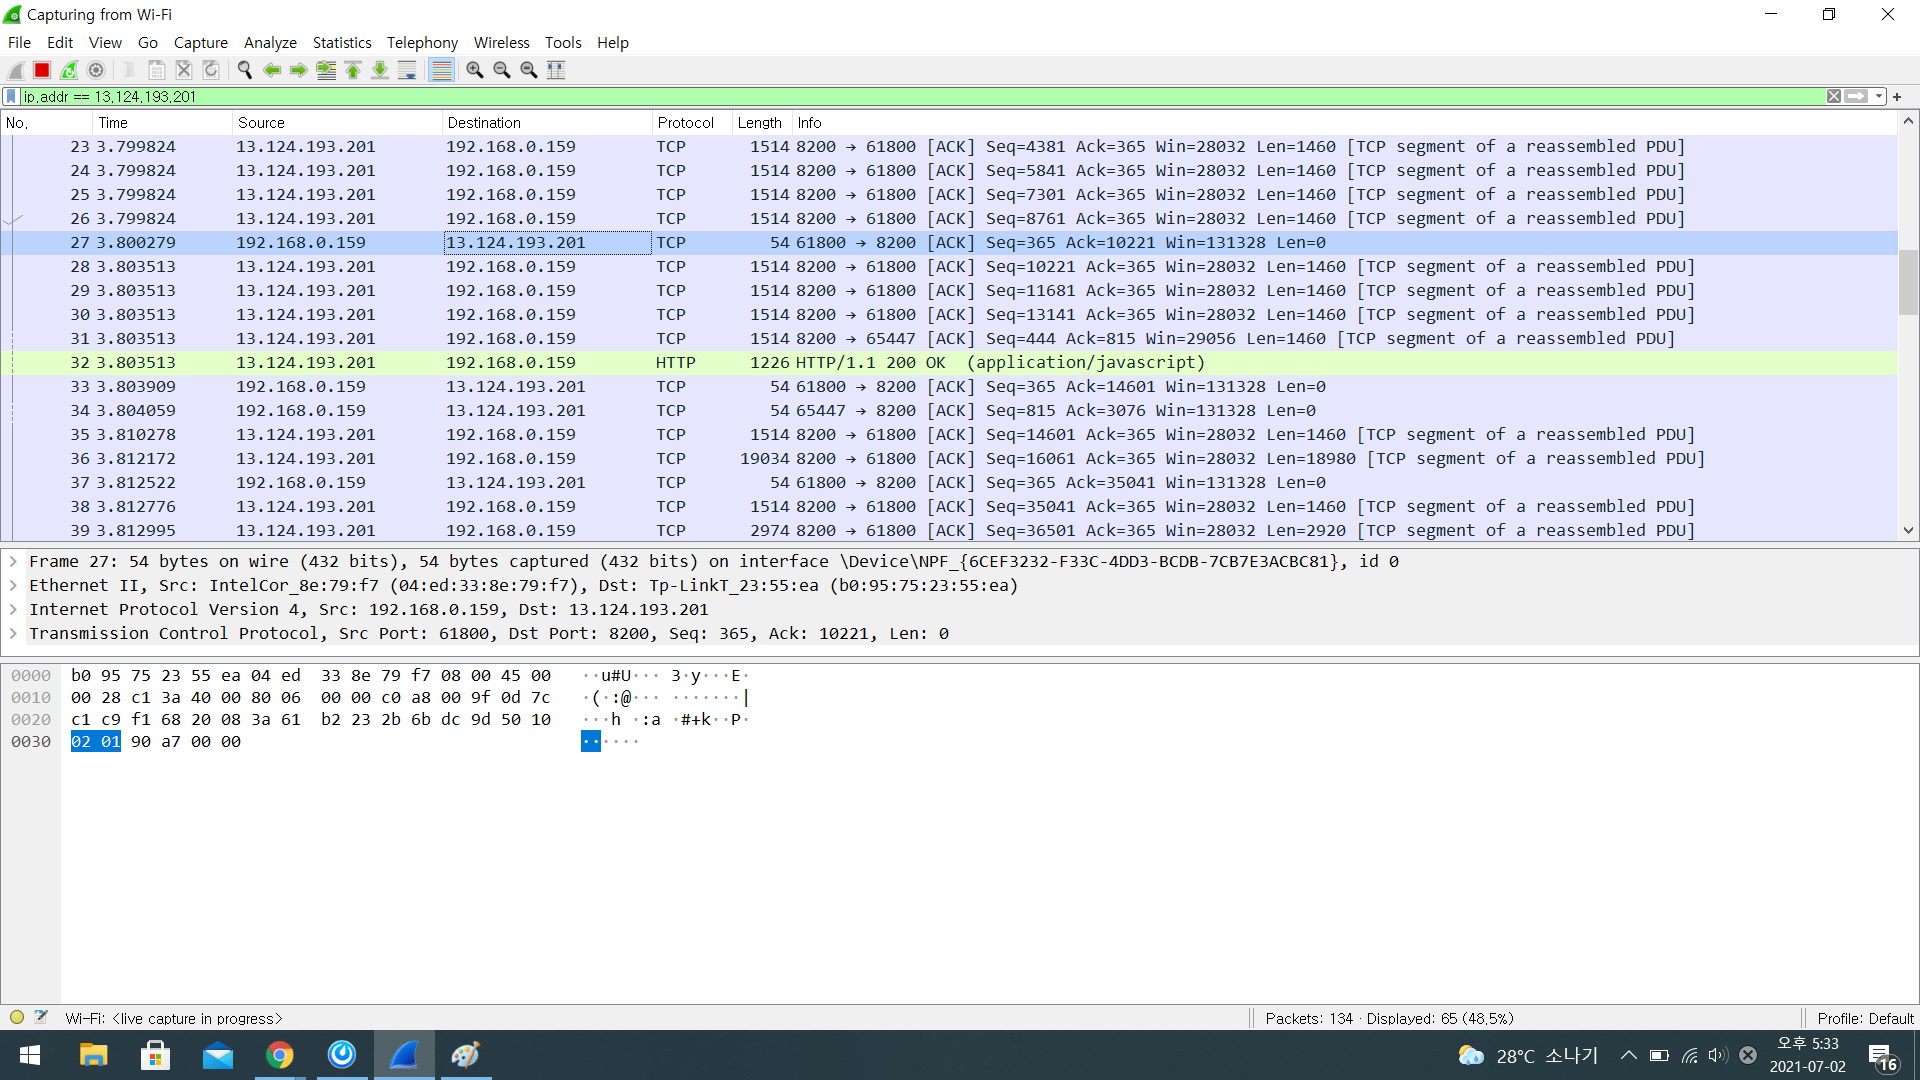 Capturing from Wi-Fi
File Edit View Go Capture Analyze Statistics Telephony Wireless Tools Help
ip.addr == 13.124.193.201
No. Time Source Destination Protocol Length Info
23 3.799824 13.124.193.201 192.168.0.159 TCP 1514 8200 → 61800 [ACK] Seq=4381 Ack=365 Win=28032 Len=1460 [TCP segment of a reassembled PDU]
24 3.799824 13.124.193.201 192.168.0.159 TCP 1514 8200 → 61800 [ACK] Seq=5841 Ack=365 Win=28032 Len=1460 [TCP segment of a reassembled PDU]
25 3.799824 13.124.193.201 192.168.0.159 TCP 1514 8200 → 61800 [ACK] Seq=7301 Ack=365 Win=28032 Len=1460 [TCP segment of a reassembled PDU]
26 3.799824 13.124.193.201 192.168.0.159 TCP 1514 8200 → 61800 [ACK] Seq=8761 Ack=365 Win=28032 Len=1460 [TCP segment of a reassembled PDU]
27 3.800279 192.168.0.159 13.124.193.201 TCP 54 61800 → 8200 [ACK] Seq=365 Ack=10221 Win=131328 Len=0
28 3.803513 13.124.193.201 192.168.0.159 TCP 1514 8200 → 61800 [ACK] Seq=10221 Ack=365 Win=28032 Len=1460 [TCP segment of a reassembled PDU]
29 3.803513 13.124.193.201 192.168.0.159 TCP 1514 8200 → 61800 [ACK] Seq=11681 Ack=365 Win=28032 Len=1460 [TCP segment of a reassembled PDU]
30 3.803513 13.124.193.201 192.168.0.159 TCP 1514 8200 → 61800 [ACK] Seq=13141 Ack=365 Win=28032 Len=1460 [TCP segment of a reassembled PDU]
31 3.803513 13.124.193.201 192.168.0.159 TCP 1514 8200 → 65447 [ACK] Seq=444 Ack=815 Win=29056 Len=1460 [TCP segment of a reassembled PDU]
32 3.803513 13.124.193.201 192.168.0.159 HTTP 1226 HTTP/1.1 200 OK (application/javascript)
33 3.803909 192.168.0.159 13.124.193.201 TCP 54 61800 → 8200 [ACK] Seq=365 Ack=14601 Win=131328 Len=0
34 3.804059 192.168.0.159 13.124.193.201 TCP 54 65447 → 8200 [ACK] Seq=815 Ack=3076 Win=131328 Len=0
35 3.810278 13.124.193.201 192.168.0.159 TCP 1514 8200 → 61800 [ACK] Seq=14601 Ack=365 Win=28032 Len=1460 [TCP segment of a reassembled PDU]
36 3.812172 13.124.193.201 192.168.0.159 TCP 19034 8200 → 61800 [ACK] Seq=16061 Ack=365 Win=28032 Len=18980 [TCP segment of a reassembled PDU]
37 3.812522 192.168.0.159 13.124.193.201 TCP 54 61800 → 8200 [ACK] Seq=365 Ack=35041 Win=131328 Len=0
38 3.812776 13.124.193.201 192.168.0.159 TCP 1514 8200 → 61800 [ACK] Seq=35041 Ack=365 Win=28032 Len=1460 [TCP segment of a reassembled PDU]
39 3.812995 13.124.193.201 192.168.0.159 TCP 2974 8200 → 61800 [ACK] Seq=36501 Ack=365 Win=28032 Len=2920 [TCP segment of a reassembled PDU]
Frame 27: 54 bytes on wire (432 bits), 54 bytes captured (432 bits) on interface \Device\NPF_{6CEF3232-F33C-4DD3-BCDB-7CB7E3ACBC81}, id 0
Ethernet II, Src: IntelCor_8e:79:f7 (04:ed:33:8e:79:f7), Dst: Tp-LinkT_23:55:ea (b0:95:75:23:55:ea)
Internet Protocol Version 4, Src: 192.168.0.159, Dst: 13.124.193.201
Transmission Control Protocol, Src Port: 61800, Dst Port: 8200, Seq: 365, Ack: 10221, Len: 0
0000 b0 95 75 23 55 ea 04 ed 33 8e 79 f7 08 00 45 00 ··u#U··· 3·y···E·
0010 00 28 c1 3a 40 00 80 06 00 00 c0 a8 00 9f 0d 7c ·(·:@··· ·······|
0020 c1 c9 f1 68 20 08 3a 61 b2 23 2b 6b dc 9d 50 10 ···h ·:a ·#+k··P·
0030 02 01 90 a7 00 00 ······
Wi-Fi: <live capture in progress> Packets: 134 · Displayed: 65 (48.5%) Profile: Default
28°C 소나기 오후 5:33
2021-07-02
16